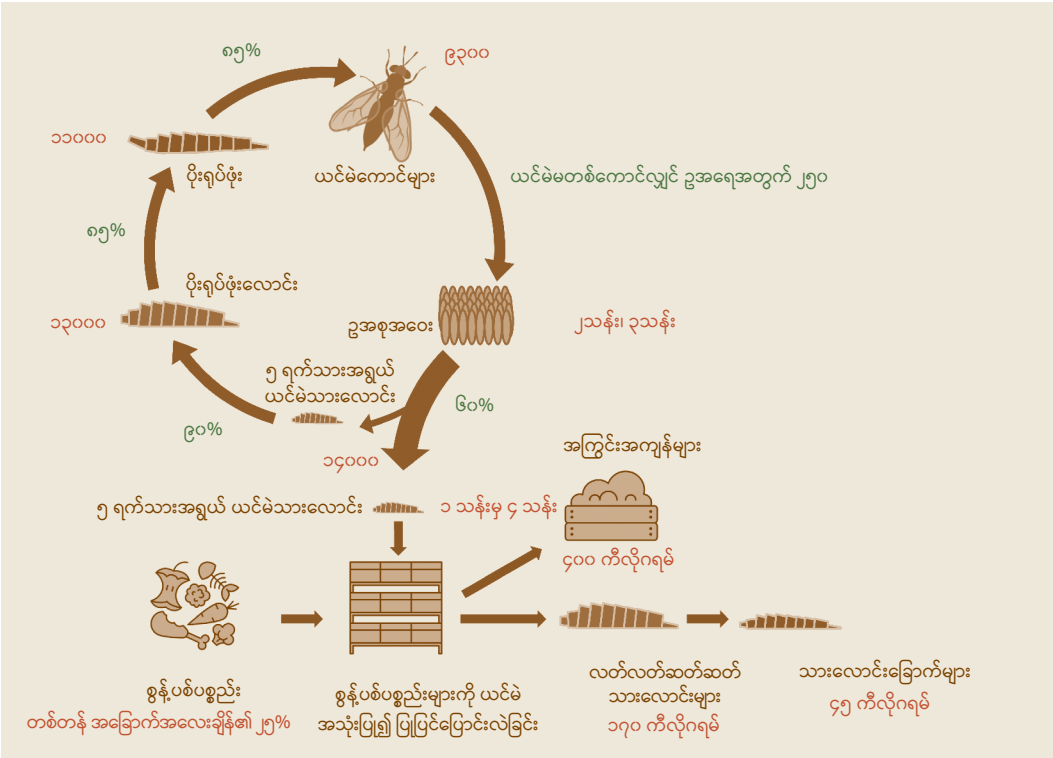 ၈၅%
၉၃၀၀
၁၁၀၀၀
ပိုးရုပ်ဖုံး
ယင်မဲကောင်များ
ယင်မဲမတစ်ကောင်လျှင် ဥအရေအတွက် ၂၅၀
၈၅%
ပိုးရုပ်ဖုံးလောင်း
၁၃၀၀၀
ဥအစုအဝေး
၂သန်း၊ ၃သန်း
၅ ရက်သားအရွယ်
ယင်မဲသားလောင်း
၆၀%
၉၀%
၁၄၀၀၀
အကြွင်းအကျန်များ
၅ ရက်သားအရွယ် ယင်မဲသားလောင်း
၁ သန်းမှ ၄ သန်း
၄၀၀ ကီလိုဂရမ်
စွန့်ပစ်ပစ္စည်း
တစ်တန် အခြောက်အလေးချိန်၏ ၂၅%
စွန့်ပစ်ပစ္စည်းများကို ယင်မဲ
အသုံးပြု၍ ပြုပြင်ပြောင်းလဲခြင်း
လတ်လတ်ဆတ်ဆတ်
သားလောင်းများ
၁၇၀ ကီလိုဂရမ်
သားလောင်းခြောက်များ
၄၅ ကီလိုဂရမ်